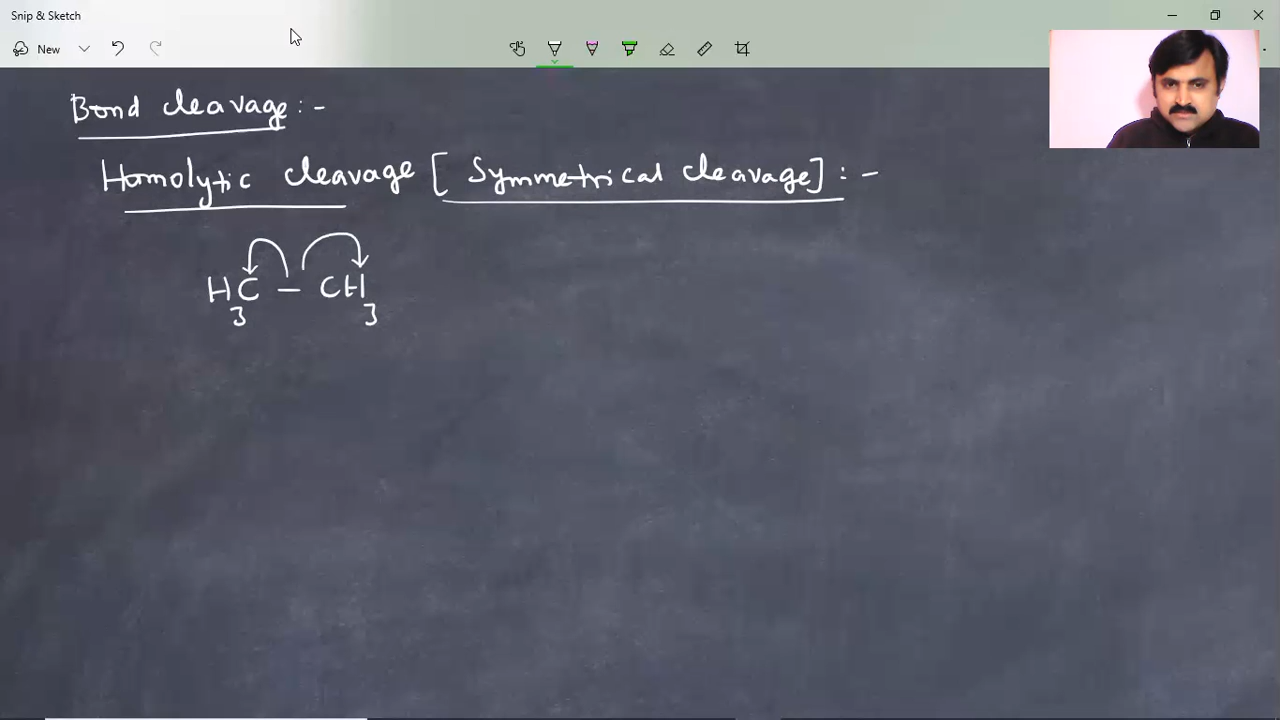 Snip & Sketch
New
Bond cleavage :-
Homolytic cleavage [ Symmetrical cleavage ] :-
H3C - CH3